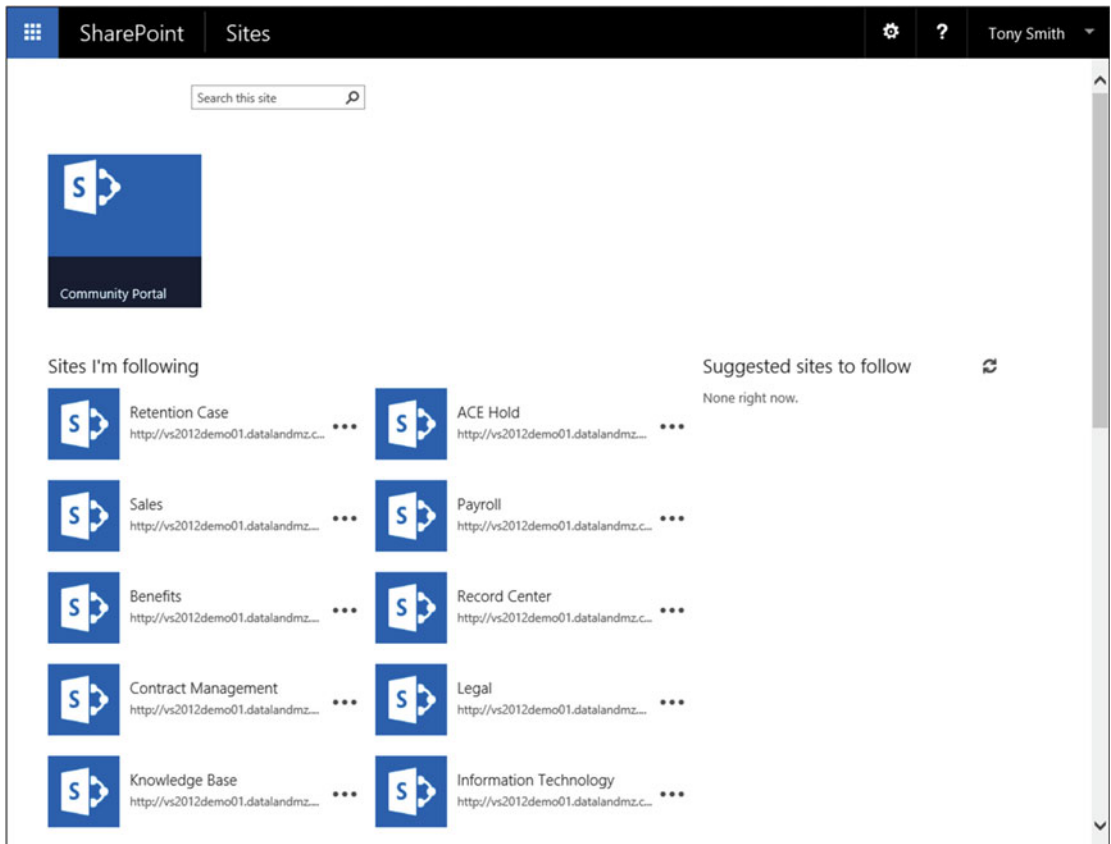 SharePoint Sites ? Tony Smith
Search this site
S
Community Portal
Sites I'm following
Suggested sites to follow
None right now.
S
Retention Case
http://vs2012demo01.datalandmz.c...
S
ACE Hold
http://vs2012demo01.datalandmz....
S
Sales
http://vs2012demo01.datalandmz....
S
Payroll
http://vs2012demo01.datalandmz.c...
S
Benefits
http://vs2012demo01.datalandmz....
S
Record Center
http://vs2012demo01.datalandmz.c...
S
Contract Management
http://vs2012demo01.datalandmz....
S
Legal
http://vs2012demo01.datalandmz....
S
Knowledge Base
http://vs2012demo01.datalandmz....
S
Information Technology
http://vs2012demo01.datalandmz.c...